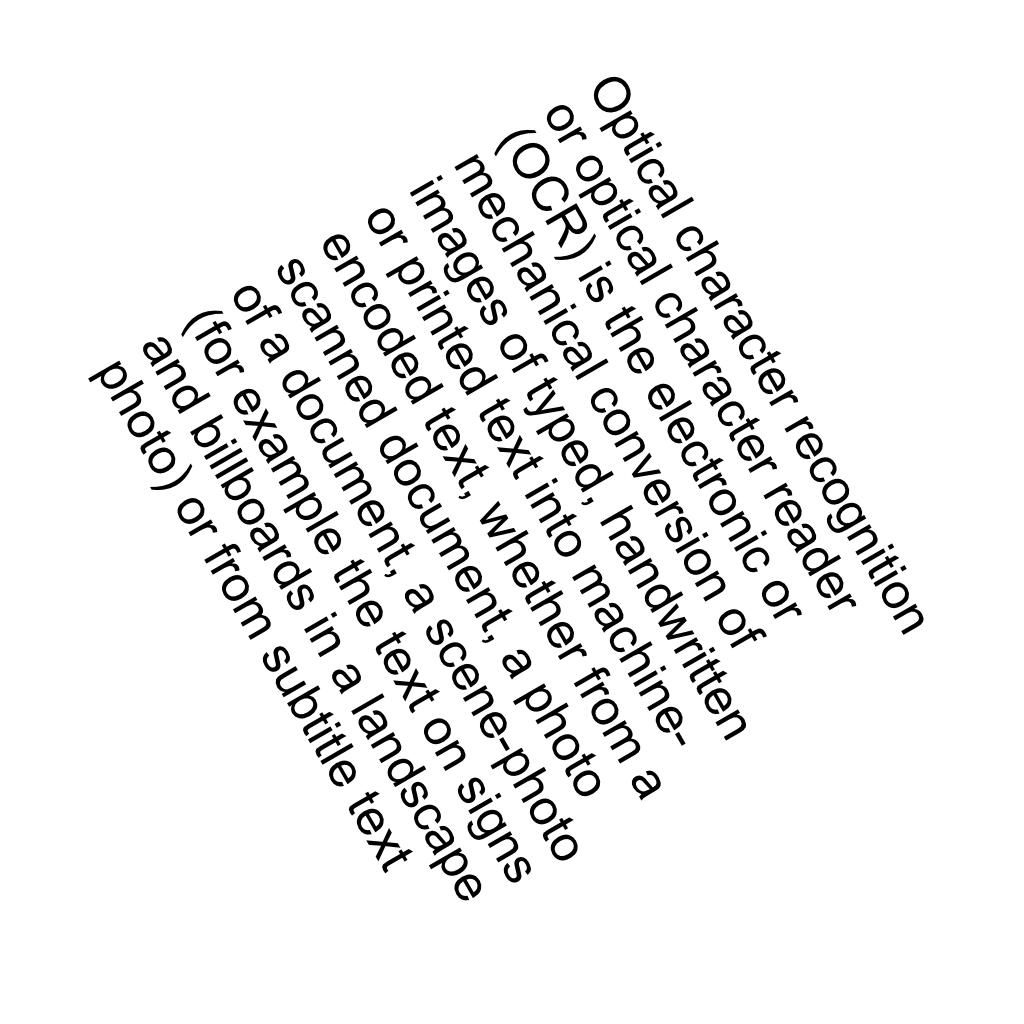 Optical character recognition
or optical character reader
(OCR) is the electronic or
mechanical conversion of
images of typed, handwritten
or printed text into machine-
encoded text, whether from a
scanned document, a photo
of a document, a scene-photo
(for example the text on signs
and billboards in a landscape
photo) or from subtitle text